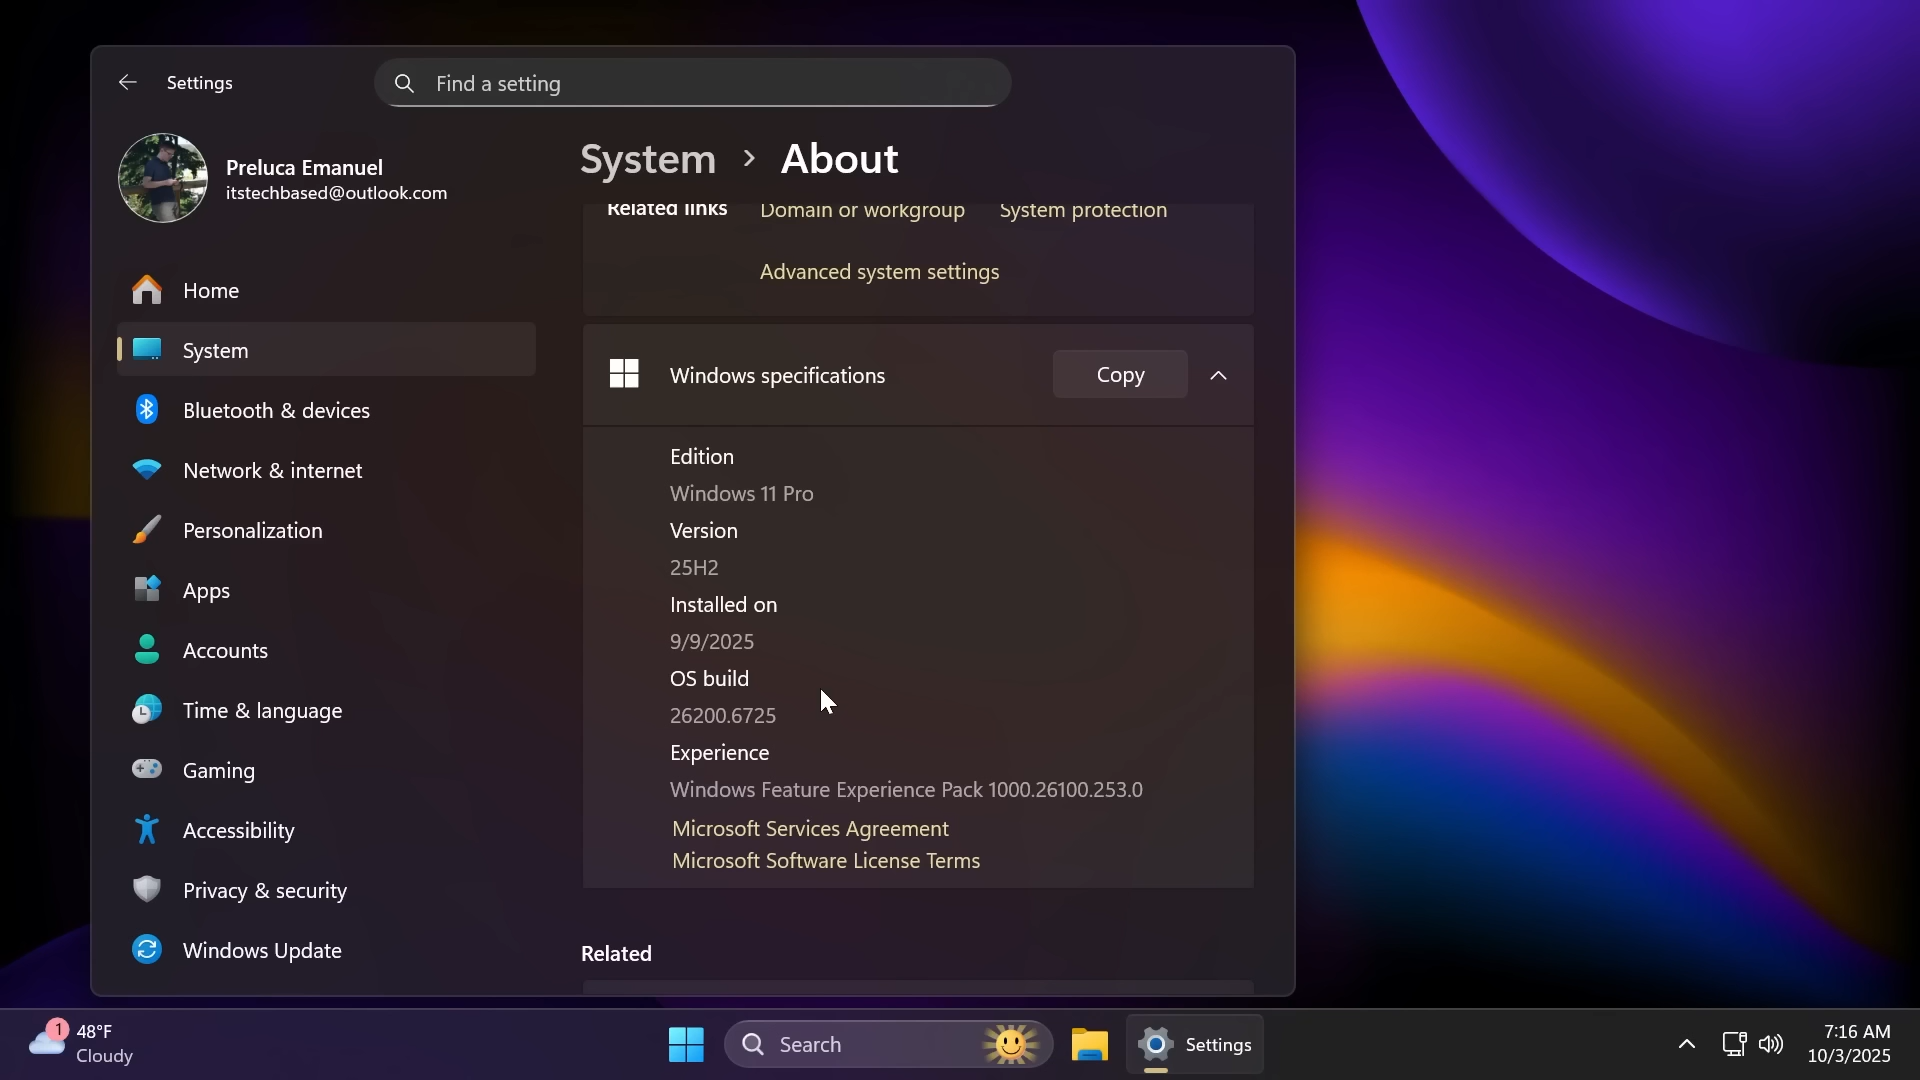 Settings
Find a setting
Preluca Emanuel
itstechbased@outlook.com
Home
System
Bluetooth & devices
Network & internet
Personalization
Apps
Accounts
Time & language
Gaming
Accessibility
Privacy & security
Windows Update
System > About
Related links Domain or workgroup System protection
Advanced system settings
Windows specifications Copy
Edition
Windows 11 Pro
Version
25H2
Installed on
9/9/2025
OS build
26200.6725
Experience
Windows Feature Experience Pack 1000.26100.253.0
Microsoft Services Agreement
Microsoft Software License Terms
Related
1
48°F
Cloudy
Search
Settings
7:16 AM
10/3/2025